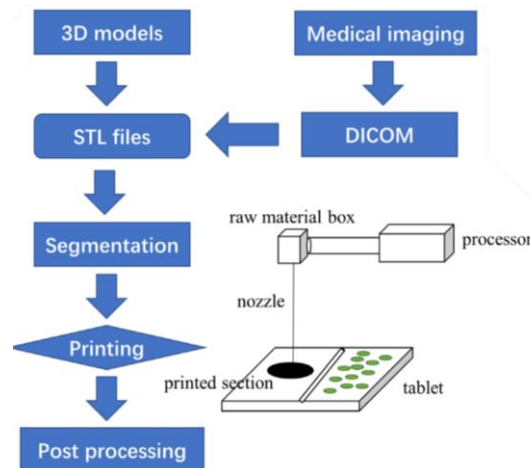 3D models
Medical imaging
STL files
DICOM
Segmentation
raw material box
processor
nozzle
Printing
printed section
tablet
Post processing